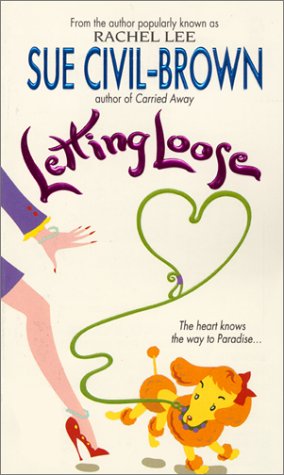 From the author popularly known as
RACHEL LEE
SUE CIVIL-BROWN
author of Carried Away
Letting Loose
The heart knows
the way to Paradise...